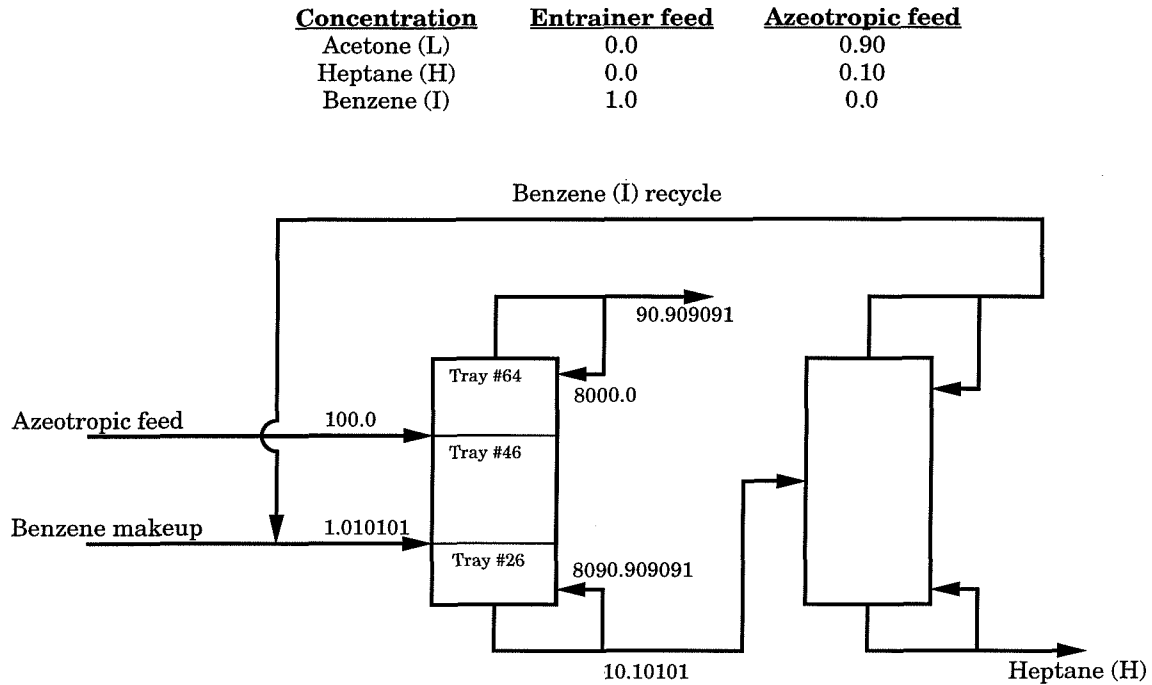 Concentration Entrainer feed Azeotropic feed
Acetone (L) 0.0 0.90
Heptane (H) 0.0 0.10
Benzene (I) 1.0 0.0
Benzene (I) recycle
90.909091
Tray #64
8000.0
Azeotropic feed 100.0
Tray #46
Benzene makeup 1.010101
Tray #26
8090.909091
10.10101
Heptane (H)